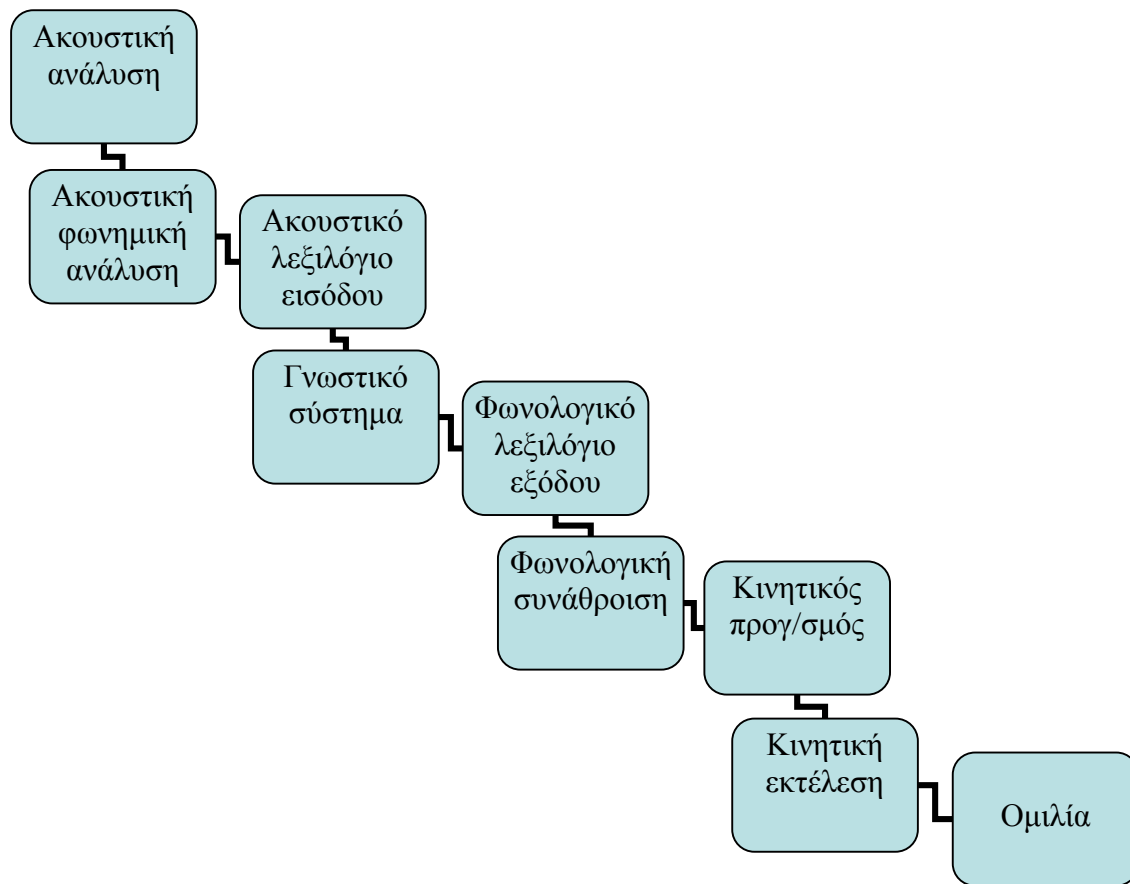 Ακουστική
ανάλυση
Ακουστική
φωνημική
ανάλυση
Ακουστικό
λεξιλόγιο
εισόδου
Γνωστικό
σύστημα
Φωνολογικό
λεξιλόγιο
εξόδου
Φωνολογική
συνάθροιση
Κινητικός
προγ/σμός
Κινητική
εκτέλεση
Ομιλία